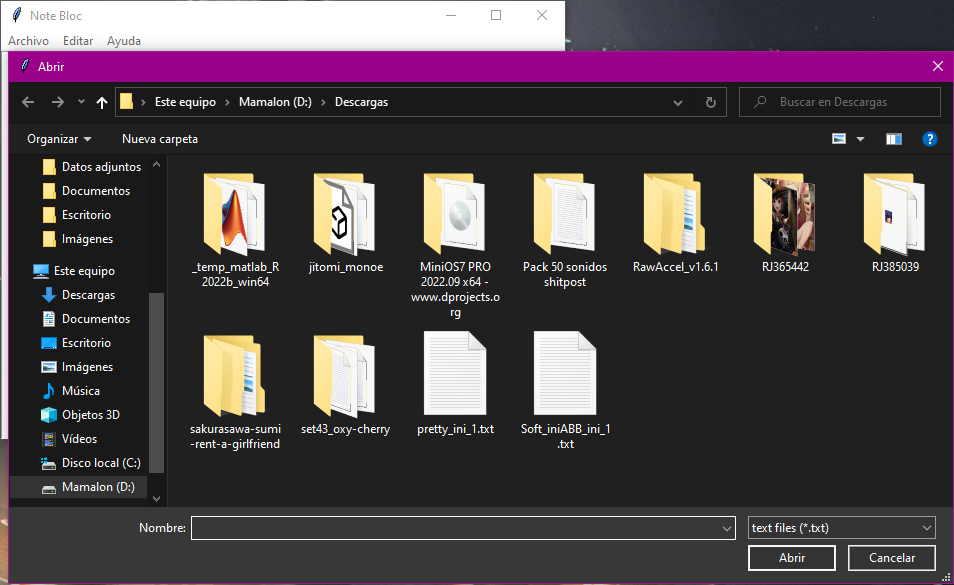 Note Bloc
Archivo Editar Ayuda
Abrir
Este equipo Mamalon (D:) Descargas
Buscar en Descargas
Organizar Nueva carpeta
Datos adjuntos
Documentos
Escritorio
Imágenes
Este equipo
Descargas
Documentos
Escritorio
Imágenes
Música
Objetos 3D
Vídeos
Disco local (C:)
Mamalon (D:)
_temp_matlab_R
2022b_win64
jitomi_monoe
MiniOS7 PRO
2022.09 x64 -
www.dprojects.o
rg
Pack 50 sonidos
shitpost
RawAccel_v1.6.1
RJ365442
RJ385039
sakurasawa-sumi
-rent-a-girlfriend
set43_oxy-cherry
pretty_ini_1.txt
Soft_iniABB_ini_1
.txt
Nombre:
text files (*.txt)
Abrir Cancelar